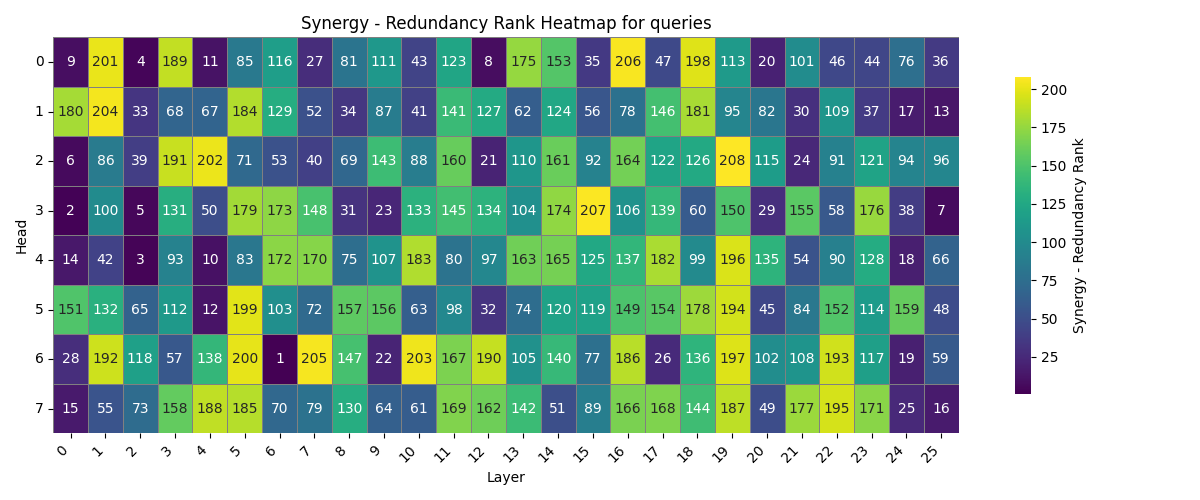 Synergy - Redundancy Rank Heatmap for queries
0 9 201 4 189 11 85 116 27 81 111 43 123 8 175 153 35 206 47 198 113 20 101 46 44 76 36
1 180 204 33 68 67 184 129 52 34 87 41 141 127 62 124 56 78 146 181 95 82 30 109 37 17 13
2 6 86 39 191 202 71 53 40 69 143 88 160 21 110 161 92 164 122 126 208 115 24 91 121 94 96
3 2 100 5 131 50 179 173 148 31 23 133 145 134 104 174 207 106 139 60 150 29 155 58 176 38 7
4 14 42 3 93 10 83 172 170 75 107 183 80 97 163 165 125 137 182 99 196 135 54 90 128 18 66
5 151 132 65 112 12 199 103 72 157 156 63 98 32 74 120 119 149 154 178 194 45 84 152 114 159 48
6 28 192 118 57 138 200 1 205 147 22 203 167 190 105 140 77 186 26 136 197 102 108 193 117 19 59
7 15 55 73 158 188 185 70 79 130 64 61 169 162 142 51 89 166 168 144 187 49 177 195 171 25 16
0 1 2 3 4 5 6 7 8 9 10 11 12 13 14 15 16 17 18 19 20 21 22 23 24 25
Layer
Head
200
175
150
125
100
75
50
25
Synergy - Redundancy Rank